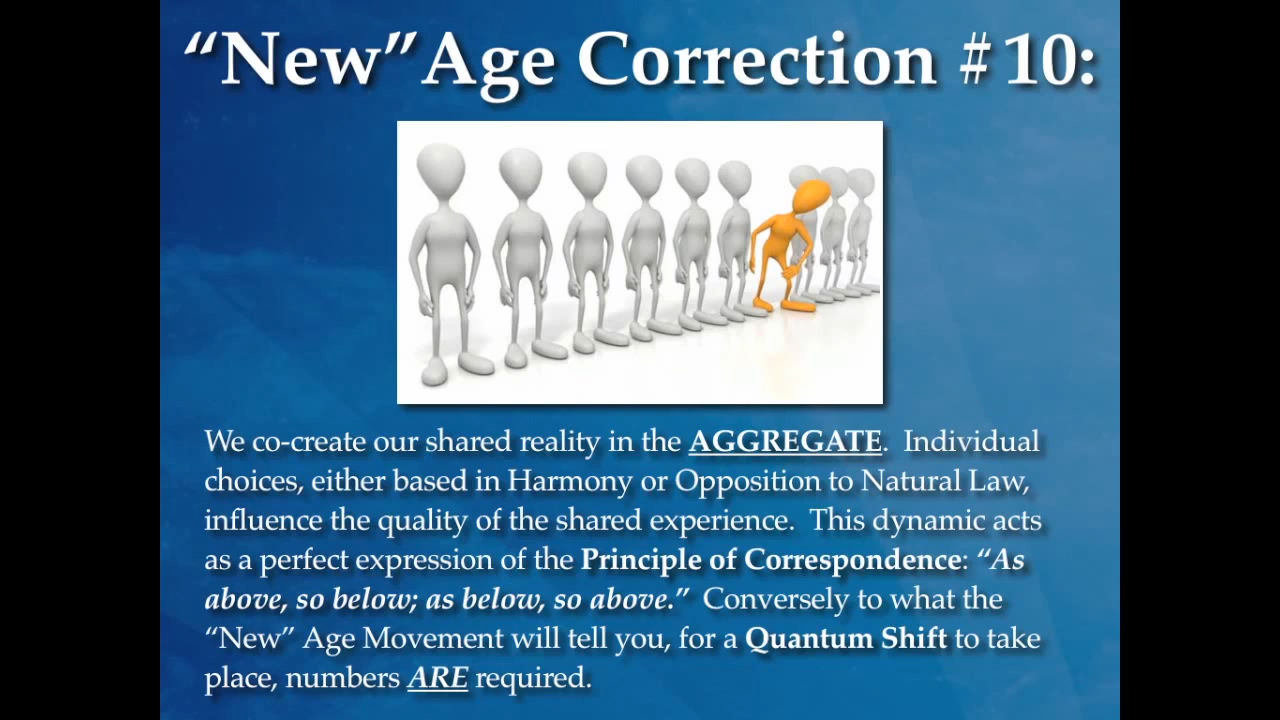 “New” Age Correction #10:
We co-create our shared reality in the AGGREGATE. Individual
choices, either based in Harmony or Opposition to Natural Law,
influence the quality of the shared experience. This dynamic acts
as a perfect expression of the Principle of Correspondence: “As
above, so below; as below, so above.” Conversely to what the
“New” Age Movement will tell you, for a Quantum Shift to take
place, numbers ARE required.